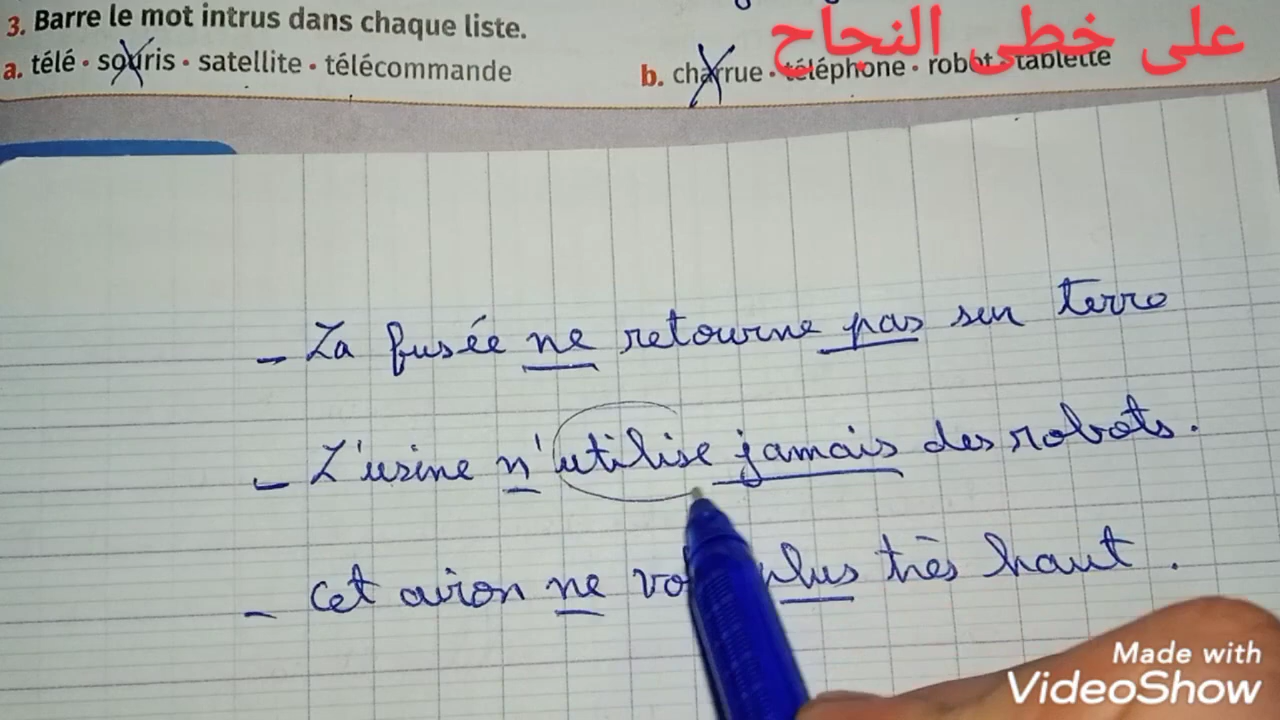 3. Barre le mot intrus dans chaque liste.
على خطى النجاح
a. télé • souris • satellite • télécommande
b. charrue • téléphone • robot • tablette
- La fusée ne retourne pas sur terre
- L'usine n'utilise jamais des robots.
- Cet avion ne plus très haut.
Made with
VideoShow